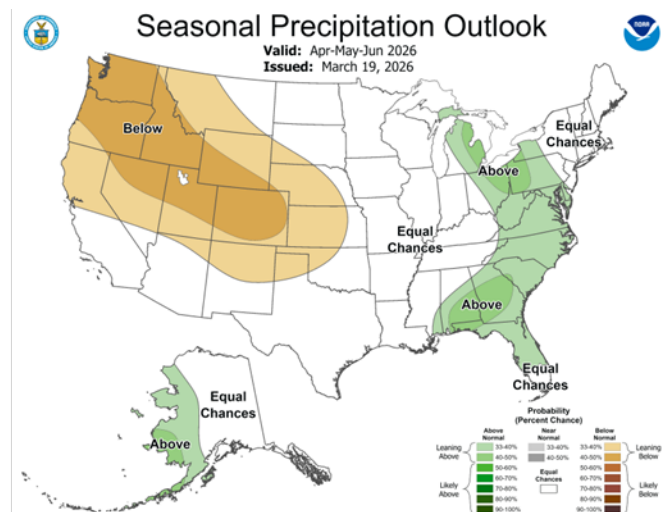 Seasonal Precipitation Outlook
Valid: Apr-May-Jun 2026
Issued: March 19, 2026
NOAA
Below
Equal
Chances
Above
Equal
Chances
Above
Equal
Chances
Equal
Chances
Above
Probability
(Percent Chance)
Above
Normal
Near
Normal
Below
Normal
Leaning
Above
33-40%
40-50%
50-60%
60-70%
70-80%
80-90%
90-100%
Likely
Above
33-40%
40-50%
Equal
Chances
33-40%
40-50%
50-60%
60-70%
70-80%
80-90%
90-100%
Leaning
Below
Likely
Below